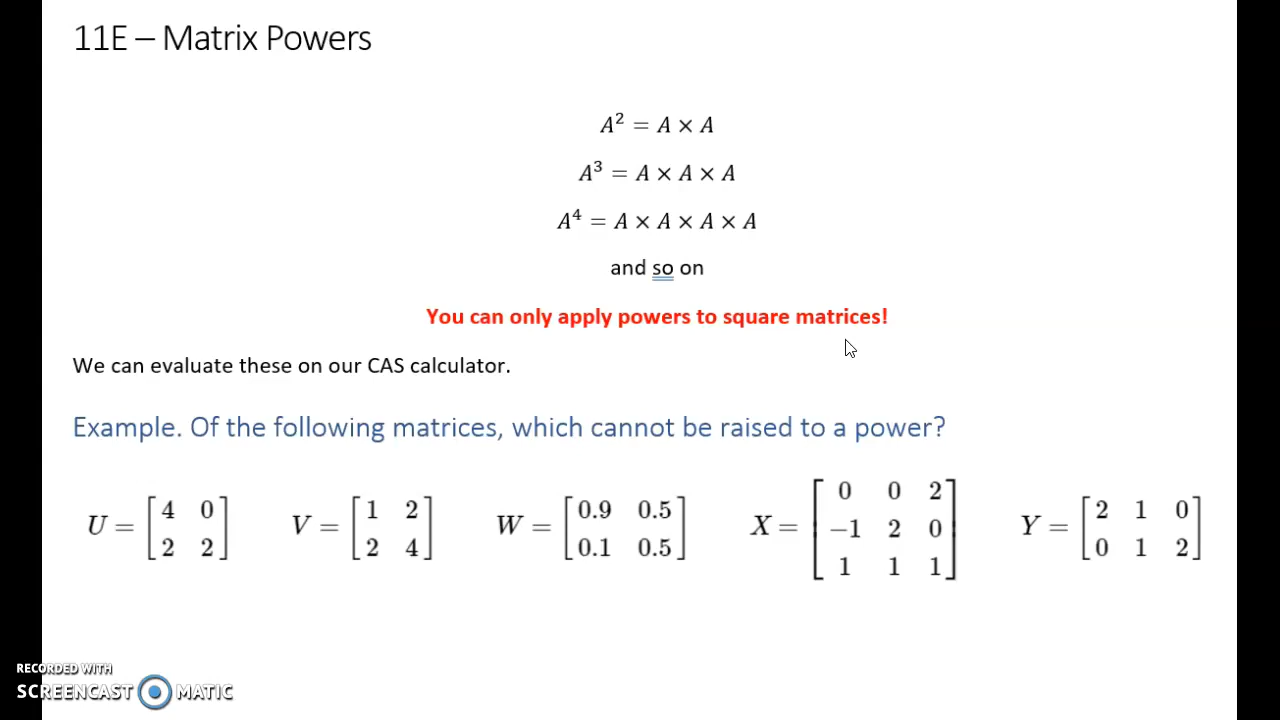 11E – Matrix Powers
A² = A × A
A³ = A × A × A
A⁴ = A × A × A × A
and so on
You can only apply powers to square matrices!
We can evaluate these on our CAS calculator.
Example. Of the following matrices, which cannot be raised to a power?
U = [4 0; 2 2] V = [1 2; 2 4] W = [0.9 0.5; 0.1 0.5] X = [0 0 2; −1 2 0; 1 1 1] Y = [2 1 0; 0 1 2]
RECORDED WITH
SCREENCAST MATIC